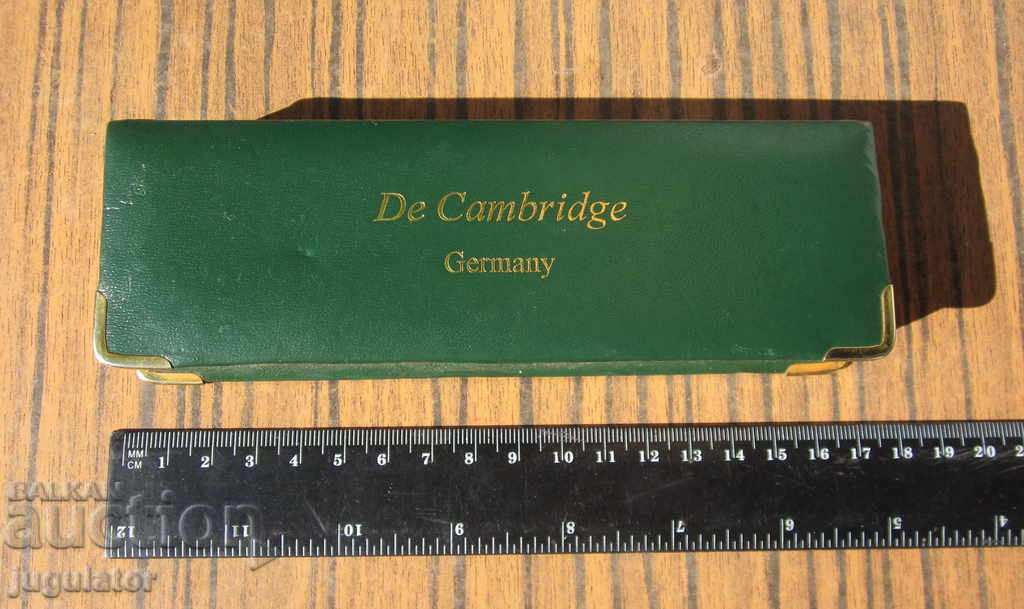 De Cambridge
Germany
MM
CM
1 2 3 4 5 6 7 8 9 10 11 12 13 14 15 16 17 18 19 20
12 11 10 9 8 7 6 5 4
BALKAN
auction
jugulator